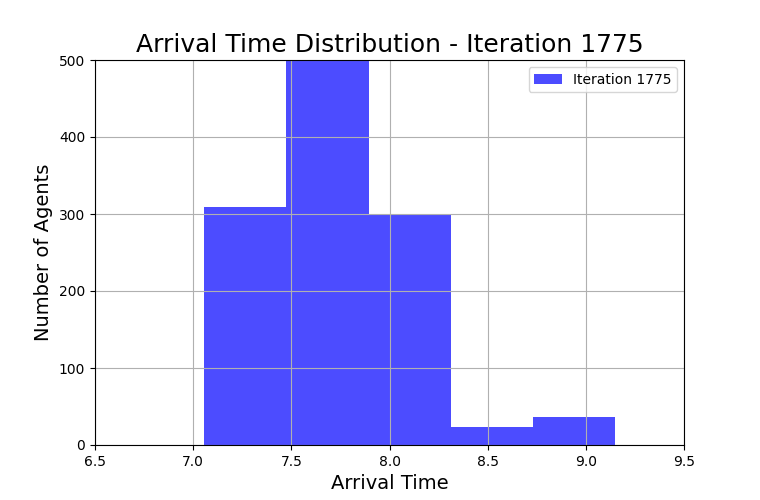 Arrival Time Distribution - Iteration 1775
Iteration 1775
Number of Agents
500
400
300
200
100
0
6.5 7.0 7.5 8.0 8.5 9.0 9.5
Arrival Time